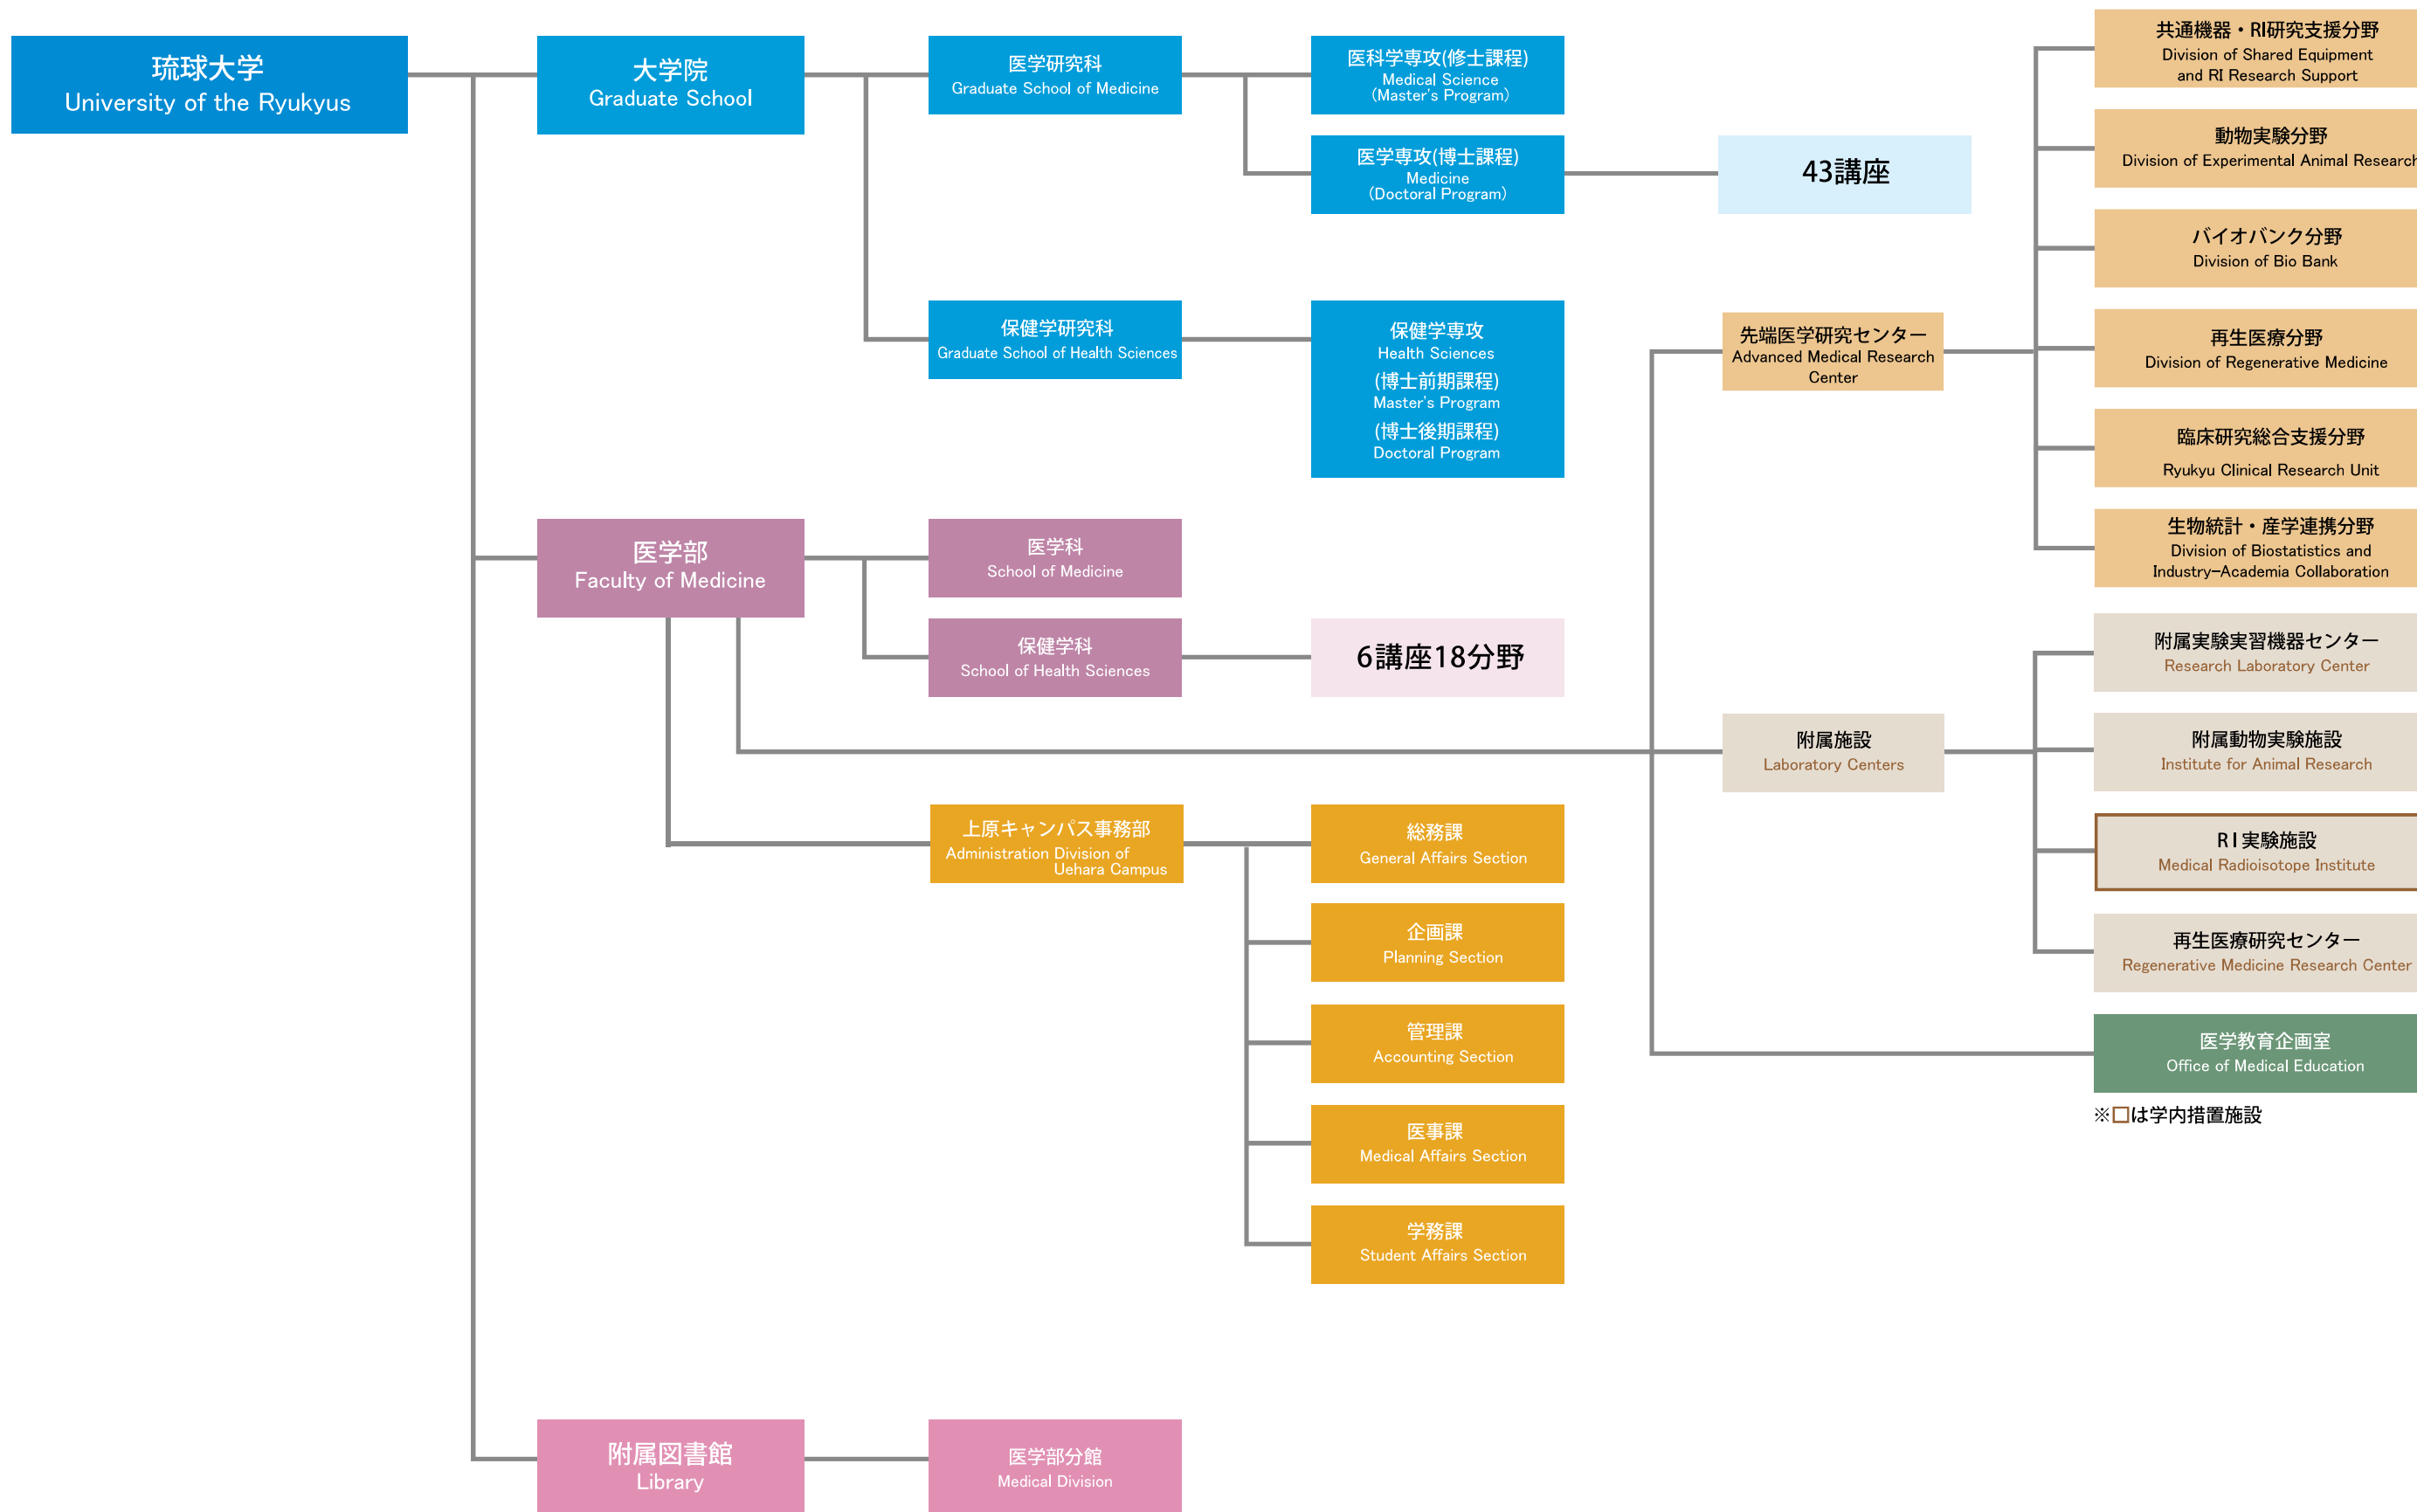 琉球大学
University of the Ryukyus
大学院
Graduate School
医学研究科
Graduate School of Medicine
医科学専攻(修士課程)
Medical Science
(Master's Program)
医学専攻(博士課程)
Medicine
(Doctoral Program)
43講座
保健学研究科
Graduate School of Health Sciences
保健学専攻
Health Sciences
(博士前期課程)
Master's Program
(博士後期課程)
Doctoral Program
医学部
Faculty of Medicine
医学科
School of Medicine
保健学科
School of Health Sciences
6講座18分野
上原キャンパス事務部
Administration Division of
Uehara Campus
総務課
General Affairs Section
企画課
Planning Section
管理課
Accounting Section
医事課
Medical Affairs Section
学務課
Student Affairs Section
先端医学研究センター
Advanced Medical Research
Center
共通機器・RI研究支援分野
Division of Shared Equipment
and RI Research Support
動物実験分野
Division of Experimental Animal Research
バイオバンク分野
Division of Bio Bank
再生医療分野
Division of Regenerative Medicine
臨床研究総合支援分野
Ryukyu Clinical Research Unit
生物統計・産学連携分野
Division of Biostatistics and
Industry-Academia Collaboration
附属施設
Laboratory Centers
附属実験実習機器センター
Research Laboratory Center
附属動物実験施設
Institute for Animal Research
RI実験施設
Medical Radioisotope Institute
再生医療研究センター
Regenerative Medicine Research Center
医学教育企画室
Office of Medical Education
※□は学内措置施設
附属図書館
Library
医学部分館
Medical Division